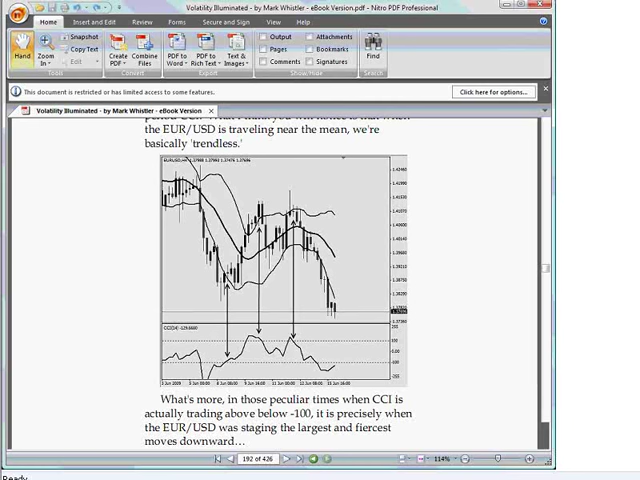 Volatility Illuminated - by Mark Whistler - eBook Version.pdf - Nitro PDF Professional
Home Insert and Edit Review Forms Secure and Sign View Help
Hand
Zoom In
Snapshot
Copy Text
Edit
Create PDF
Combine Files
PDF to Word
PDF to Rich Text
Text & Images
Output
Pages
Comments
Attachments
Bookmarks
Signatures
Find
Tools Convert Export Show/Hide Search
This document is restricted or has limited access to some features.
Click here for options...
Volatility Illuminated - by Mark Whistler - eBook Version
the EUR/USD is traveling near the mean, we're
basically 'trendless.'
What's more, in those peculiar times when CCI is
actually trading above below -100, it is precisely when
the EUR/USD was staging the largest and fiercest
moves downward…
192 of 426
114%
Ready